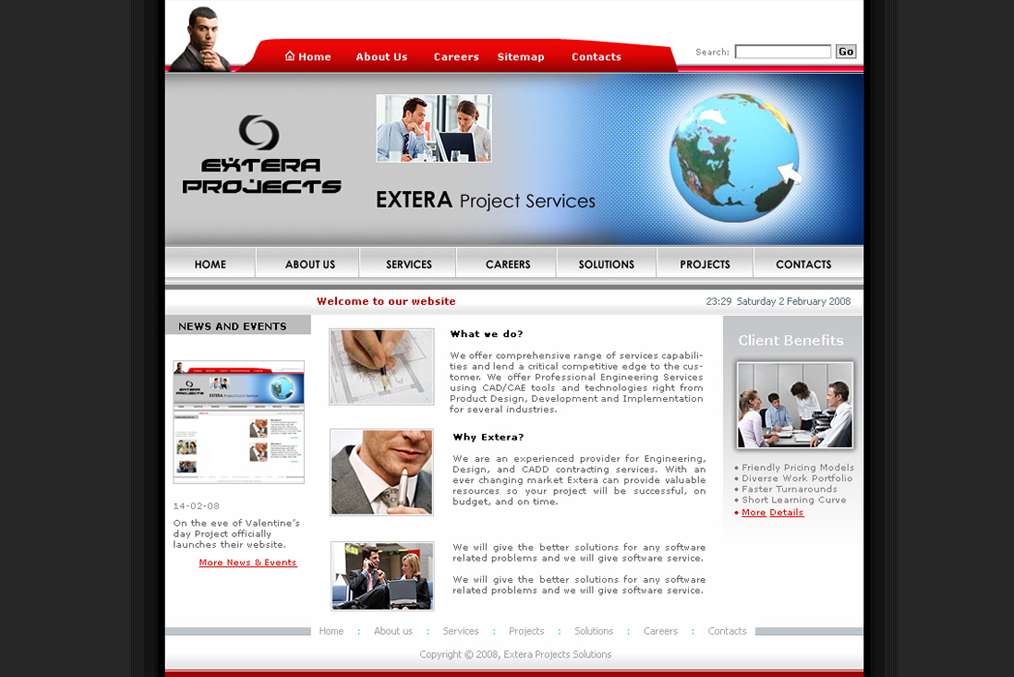 Home About Us Careers Sitemap Contacts
Search: Go
EXTERA
PROJECTS
EXTERA Project Services
HOME ABOUT US SERVICES CAREERS SOLUTIONS PROJECTS CONTACTS
Welcome to our website
23:29 Saturday 2 February 2008
NEWS AND EVENTS
14-02-08
On the eve of Valentine's
day Project officially
launches their website.
More News & Events
What we do?
We offer comprehensive range of services capabili-
ties and lend a critical competitive edge to the cus-
tomer. We offer Professional Engineering Services
using CAD/CAE tools and technologies right from
Product Design, Development and Implementation
for several industries.
Why Extera?
We are an experienced provider for Engineering,
Design, and CADD contracting services. With an
ever changing market Extera can provide valuable
resources so your project will be successful, on
budget, and on time.
We will give the better solutions for any software
related problems and we will give software service.
We will give the better solutions for any software
related problems and we will give software service.
Client Benefits
• Friendly Pricing Models
• Diverse Work Portfolio
• Faster Turnarounds
• Short Learning Curve
• More Details
Home : About us : Services : Projects : Solutions : Careers : Contacts
Copyright © 2008, Extera Projects Solutions